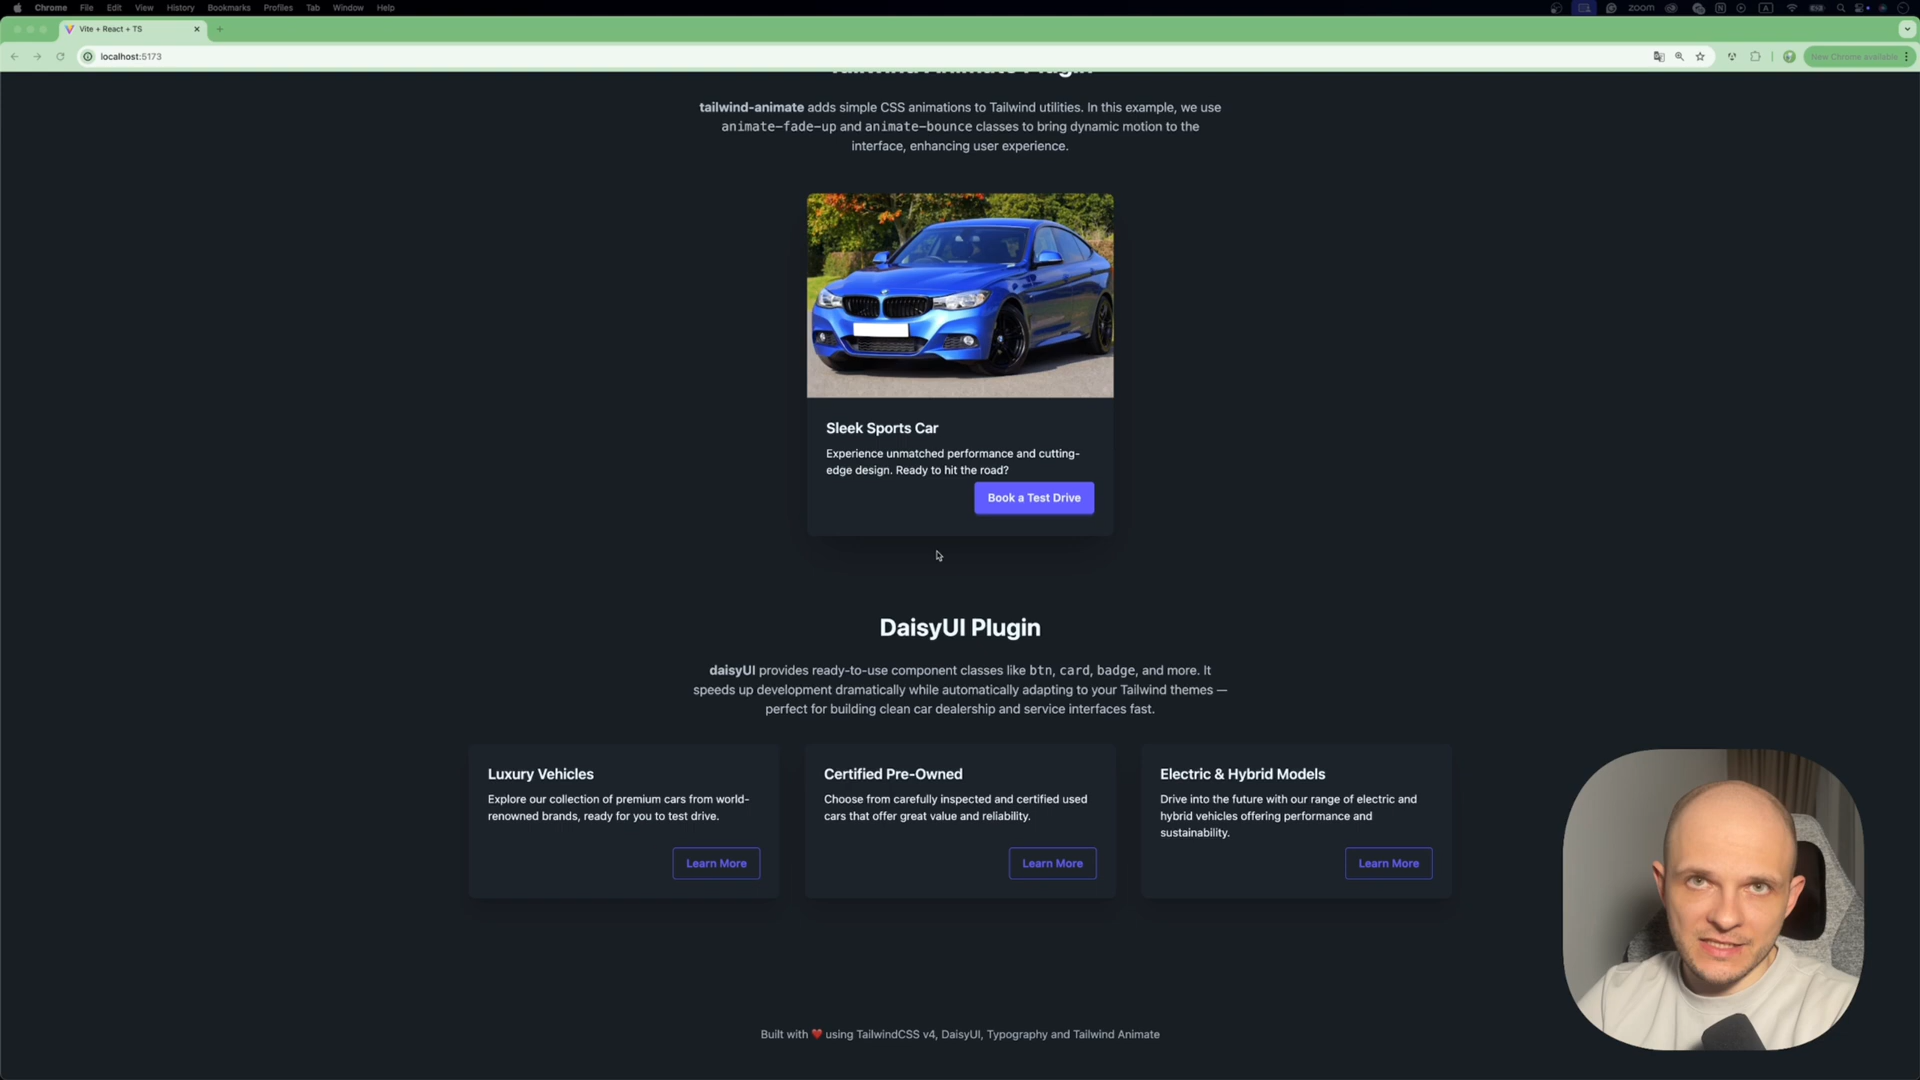 Chrome File Edit View History Bookmarks Profiles Tab Window Help
zoom
Vite + React + TS
localhost:5173
New Chrome available
tailwind-animate adds simple CSS animations to Tailwind utilities. In this example, we use
animate-fade-up and animate-bounce classes to bring dynamic motion to the
interface, enhancing user experience.
Sleek Sports Car
Experience unmatched performance and cutting-
edge design. Ready to hit the road?
Book a Test Drive
DaisyUI Plugin
daisyUI provides ready-to-use component classes like btn, card, badge, and more. It
speeds up development dramatically while automatically adapting to your Tailwind themes —
perfect for building clean car dealership and service interfaces fast.
Luxury Vehicles
Explore our collection of premium cars from world-
renowned brands, ready for you to test drive.
Learn More
Certified Pre-Owned
Choose from carefully inspected and certified used
cars that offer great value and reliability.
Learn More
Electric & Hybrid Models
Drive into the future with our range of electric and
hybrid vehicles offering performance and
sustainability.
Learn More
Built with ❤️ using TailwindCSS v4, DaisyUI, Typography and Tailwind Animate